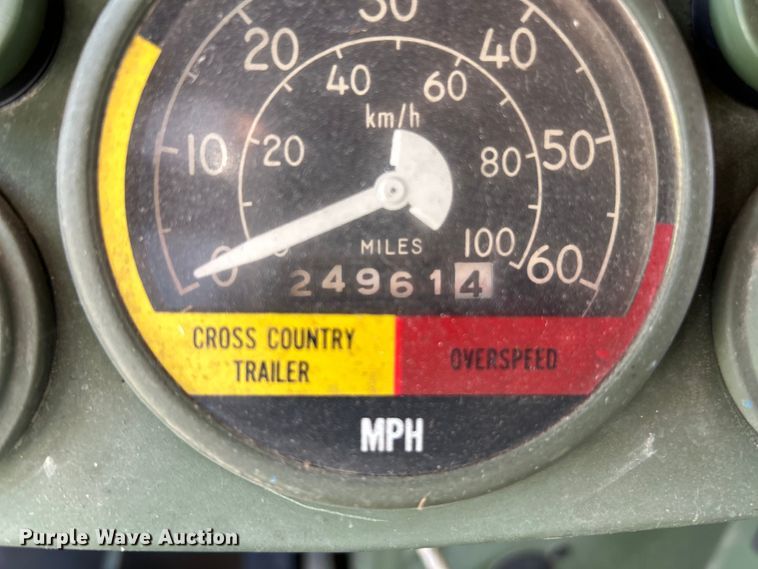 30
20
40
40
60
km/h
10
20
80
50
MILES
0
0
100
60
249614
CROSS COUNTRY
TRAILER
OVERSPEED
MPH
Purple Wave Auction